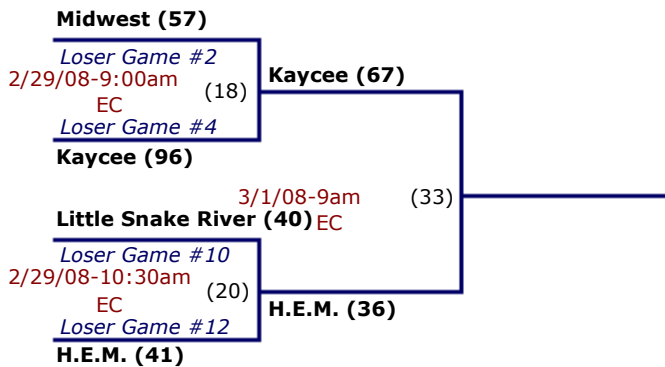 Midwest (57)
Loser Game #2
2/29/08-9:00am
EC
(18)
Loser Game #4
Kaycee (96)
Kaycee (67)
3/1/08-9am
EC
(33)
Little Snake River (40)
Loser Game #10
2/29/08-10:30am
EC
(20)
Loser Game #12
H.E.M. (41)
H.E.M. (36)